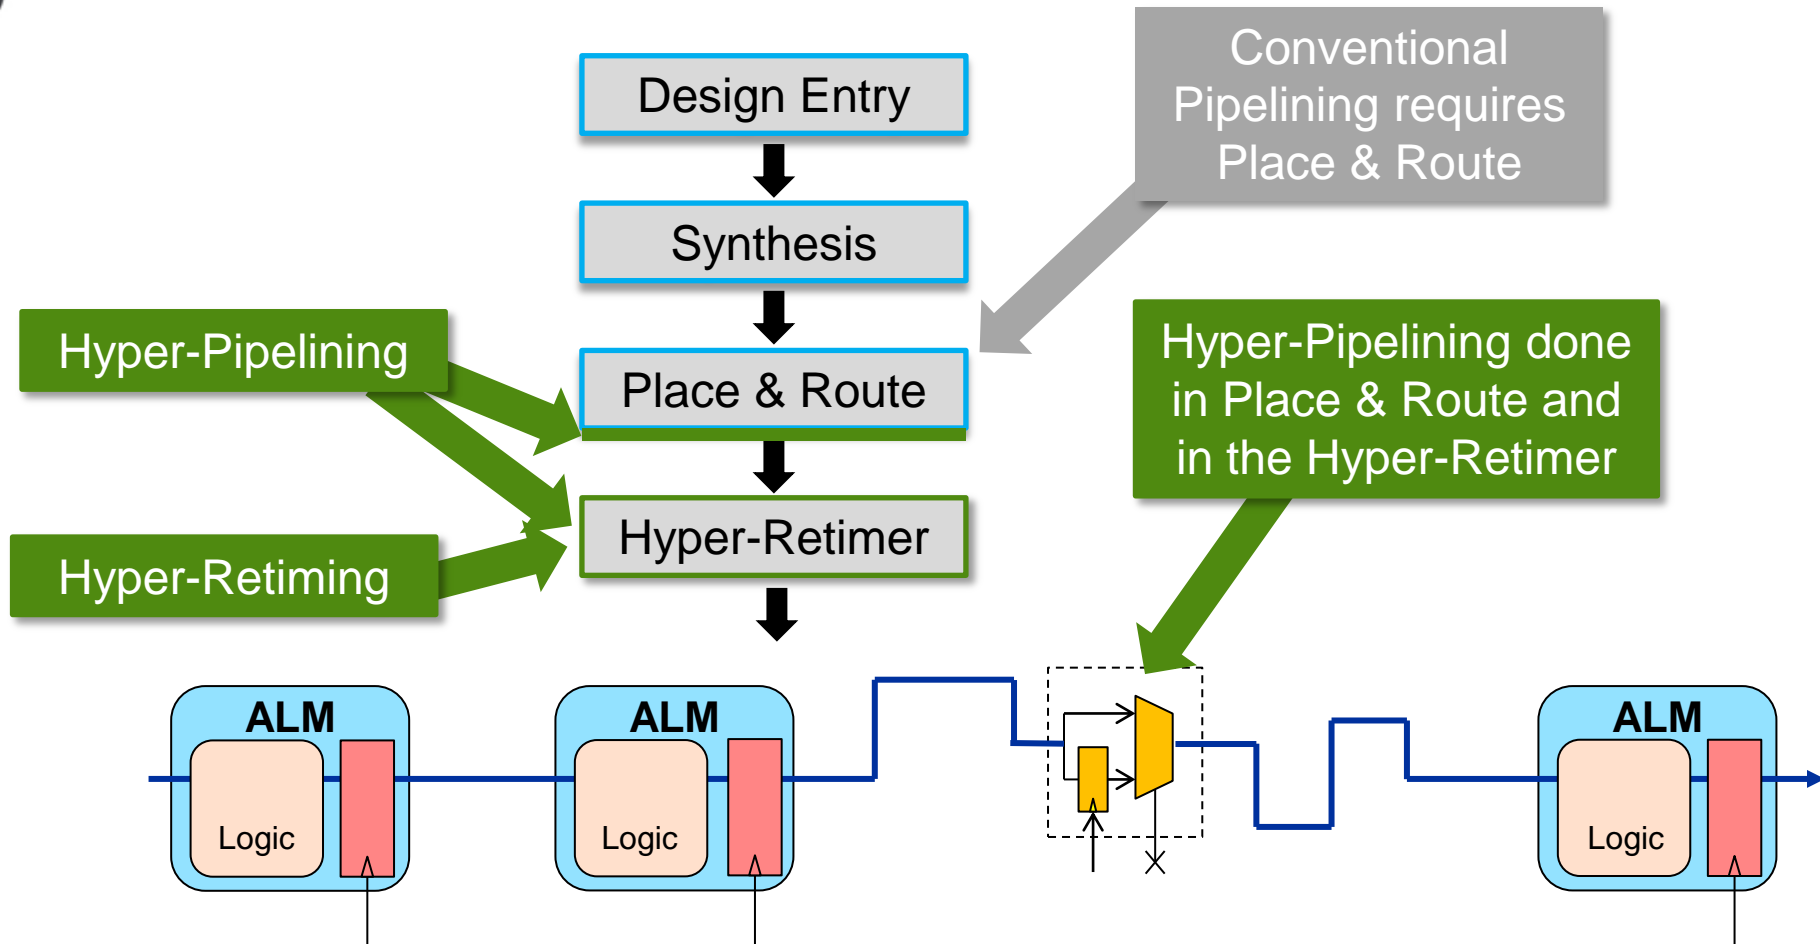 Conventional
Pipelining requires
Place & Route
Design Entry
Synthesis
Hyper-Pipelining
Place & Route
Hyper-Pipelining done
in Place & Route and
in the Hyper-Retimer
Hyper-Retimer
Hyper-Retiming
ALM
Logic
ALM
Logic
ALM
Logic